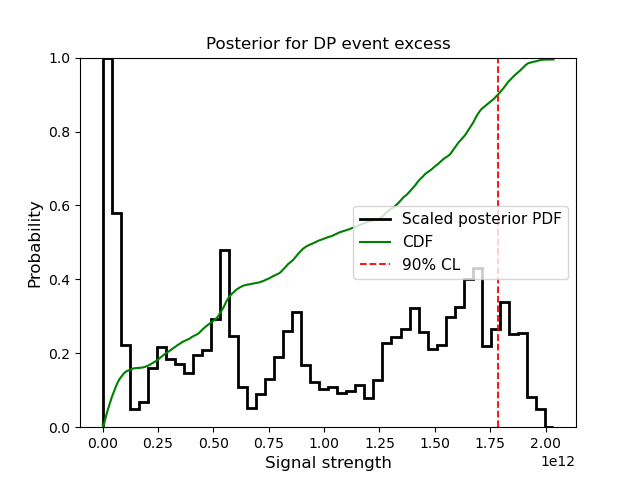 Posterior for DP event excess
Probability
1.0
0.8
0.6
0.4
0.2
0.0
Scaled posterior PDF
CDF
90% CL
0.00 0.25 0.50 0.75 1.00 1.25 1.50 1.75 2.00
1e12
Signal strength